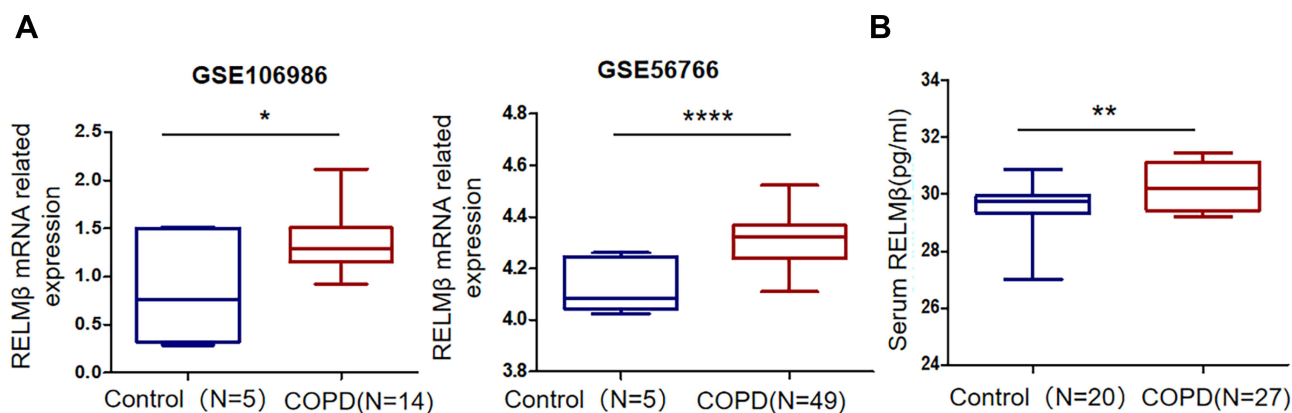 A
GSE106986
RELMβ mRNA related
expression
2.5
2.0
1.5
1.0
0.5
0.0
*
Control（N=5）
COPD(N=14)
GSE56766
RELMβ mRNA related
expression
4.8
4.6
4.4
4.2
4.0
3.8
****
Control（N=5）
COPD(N=49)
B
Serum RELMβ(pg/ml)
34
32
30
28
26
24
**
Control（N=20）
COPD(N=27)